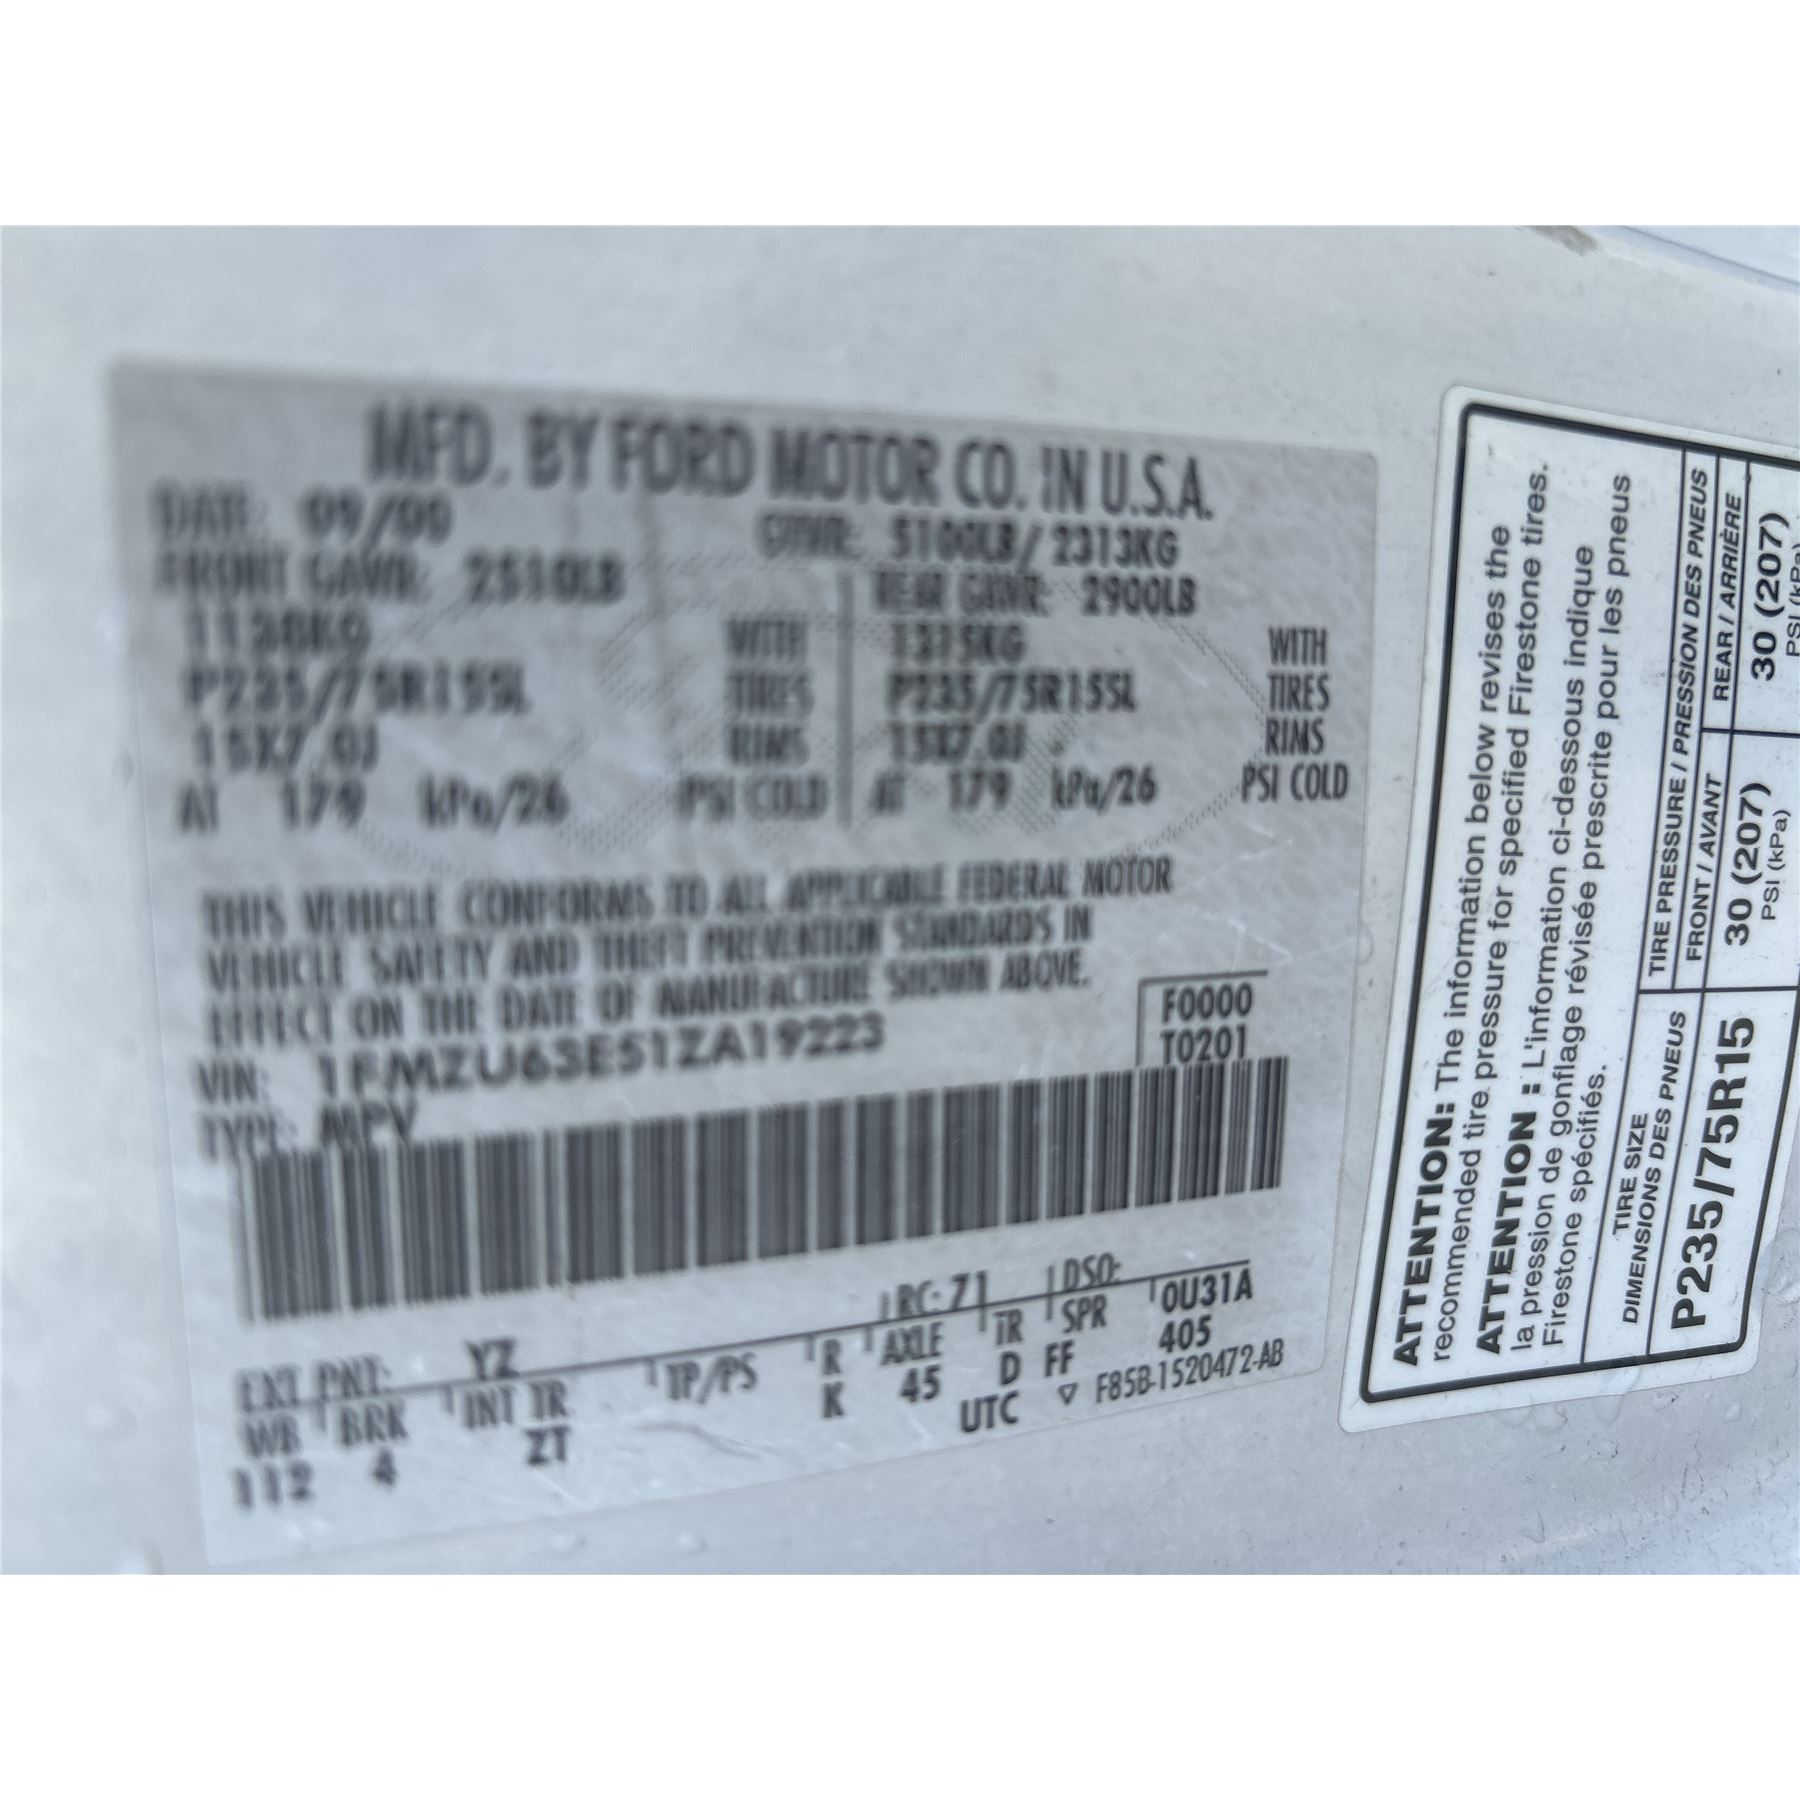 MFD. BY FORD MOTOR CO. IN U.S.A.
DATE: 09/00 GVWR: 5100LB/ 2313KG
FRONT GAWR: 2510LB REAR GAWR: 2900LB
1138KG WITH 1315KG WITH
P235/75R15SL TIRES P235/75R15SL TIRES
15X7.0J RIMS 15X7.0J RIMS
AT 179 kPa/26 PSI COLD AT 179 kPa/26 PSI COLD
THIS VEHICLE CONFORMS TO ALL APPLICABLE FEDERAL MOTOR
VEHICLE SAFETY AND THEFT PREVENTION STANDARDS IN
EFFECT ON THE DATE OF MANUFACTURE SHOWN ABOVE.
VIN: 1FMZU63E51ZA19223
F0000
T0201
TYPE: MPV
EXT PNT: YZ RC: 71 DSO:
WB BRK INT TR TP/PS R AXLE TR SPR 0U31A
112 4 ZT K 45 D FF 405
UTC ▽ F85B-1520472-AB
ATTENTION: The information below revises the
recommended tire pressure for specified Firestone tires.
ATTENTION : L'information ci-dessous indique
la pression de gonflage révisée prescrite pour les pneus
Firestone spécifiés.
TIRE SIZE
DIMENSIONS DES PNEUS
TIRE PRESSURE / PRESSION DES PNEUS
FRONT / AVANT
REAR / ARRIÈRE
P235/75R15
30 (207)
PSI (kPa)
30 (207)
PSI (kPa)